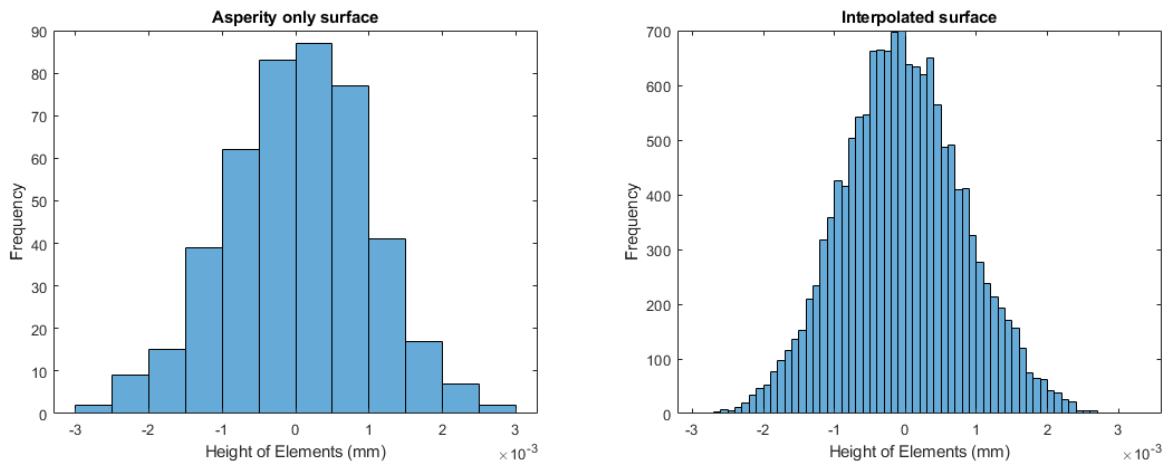 Asperity only surface
90
80
70
60
50
40
30
20
10
0
Frequency
-3 -2 -1 0 1 2 3
Height of Elements (mm) ×10⁻³
Interpolated surface
700
600
500
400
300
200
100
0
Frequency
-3 -2 -1 0 1 2 3
Height of Elements (mm) ×10⁻³